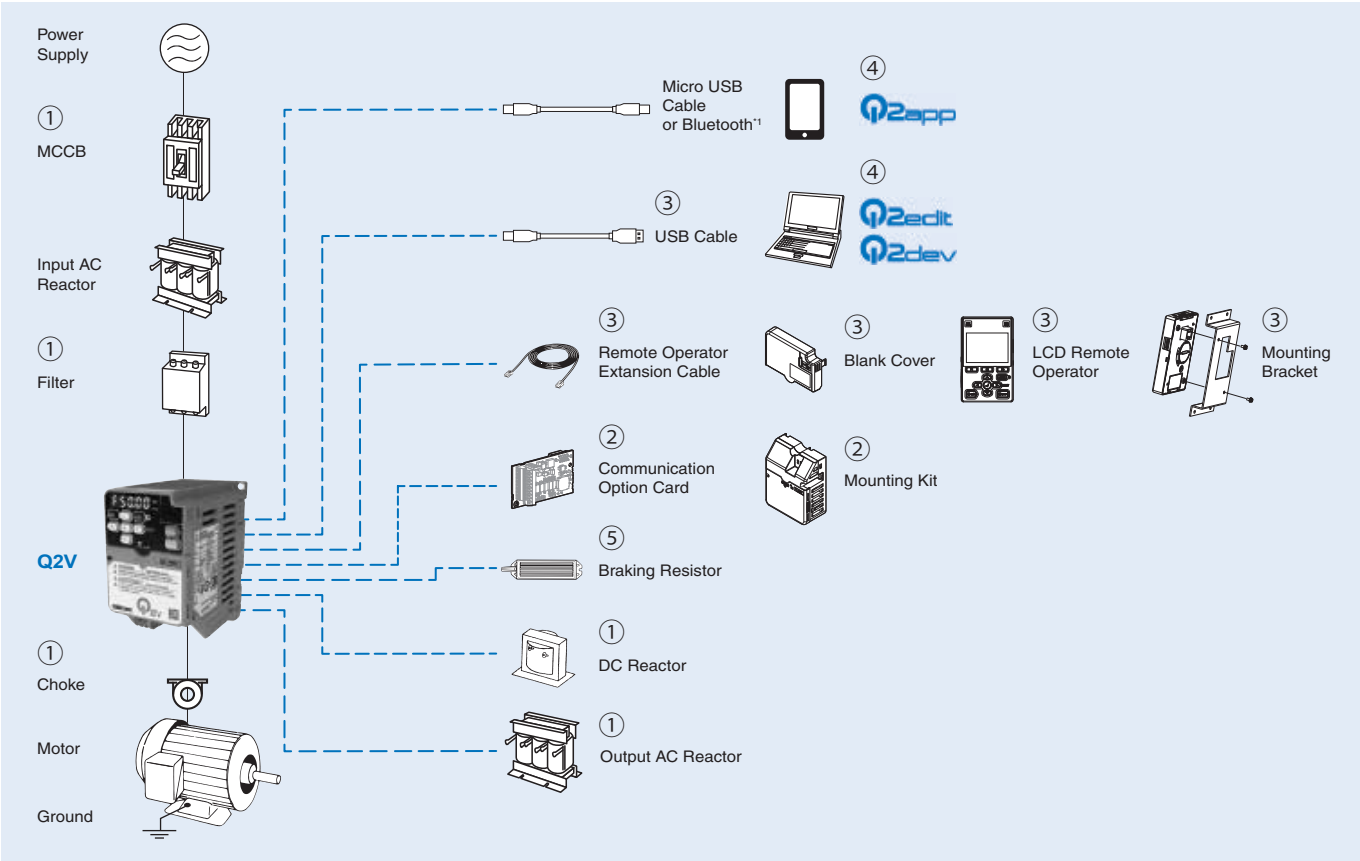 Power
Supply
①
MCCB
Input AC
Reactor
①
Filter
Q2V
①
Choke
Motor
Ground
Micro USB
Cable
or Bluetooth*1
④
Q2app
③
USB Cable
④
Q2edit
Q2dev
③
Remote Operator
Extension Cable
③
Blank Cover
③
LCD Remote
Operator
③
Mounting
Bracket
②
Communication
Option Card
②
Mounting Kit
⑤
Braking Resistor
①
DC Reactor
①
Output AC Reactor